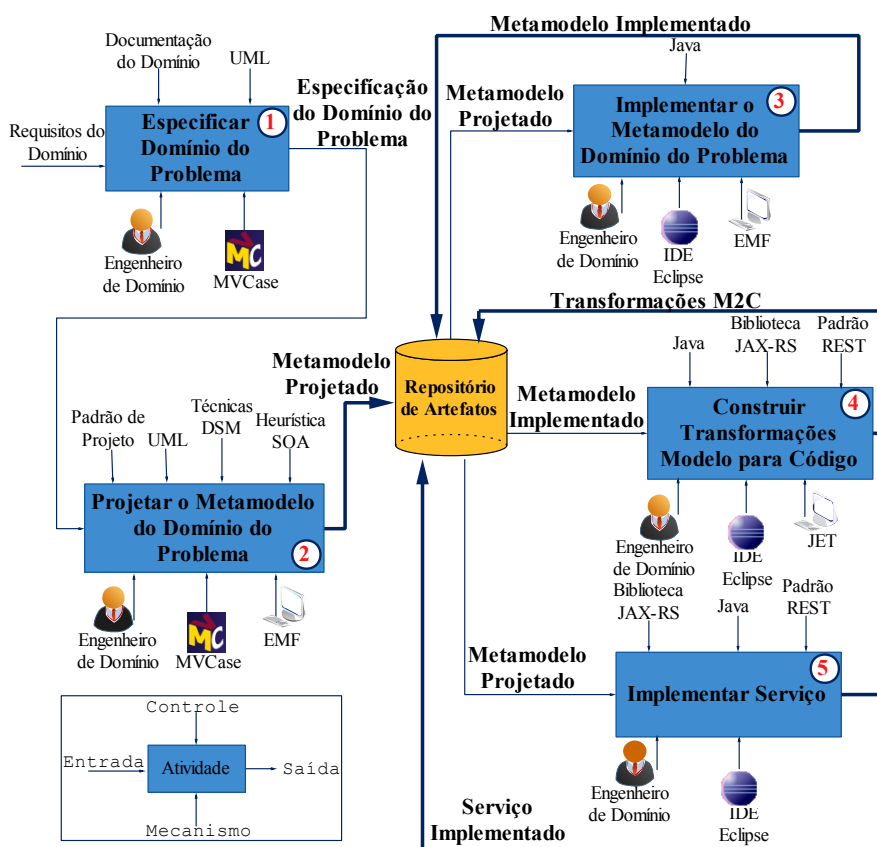 Documentação
do Domínio
UML
Requisitos do
Domínio
Especificar
Domínio do
Problema
1
Especifícação
do Domínio do
Problema
Engenheiro
de Domínio
MVCase
Metamodelo Implementado
Java
Metamodelo
Projetado
Implementar o
Metamodelo do
Domínio do Problema
3
Engenheiro
de Domínio
IDE
Eclipse
EMF
Transformações M2C
Metamodelo
Projetado
Repositório
de Artefatos
Padrão de
Projeto
UML
Técnicas
DSM
Heurística
SOA
Projetar o Metamodelo
do Domínio do
Problema
2
Engenheiro
de Domínio
MVCase
EMF
Java
Biblioteca
JAX-RS
Padrão
REST
Metamodelo
Implementado
Construir
Transformações
Modelo para Código
4
Engenheiro
de Domínio
IDE
Eclipse
JET
Biblioteca
JAX-RS
Java
Padrão
REST
Metamodelo
Projetado
Implementar Serviço
5
Engenheiro
de Domínio
IDE
Eclipse
Serviço
Implementado
Controle
Entrada
Atividade
Saída
Mecanismo